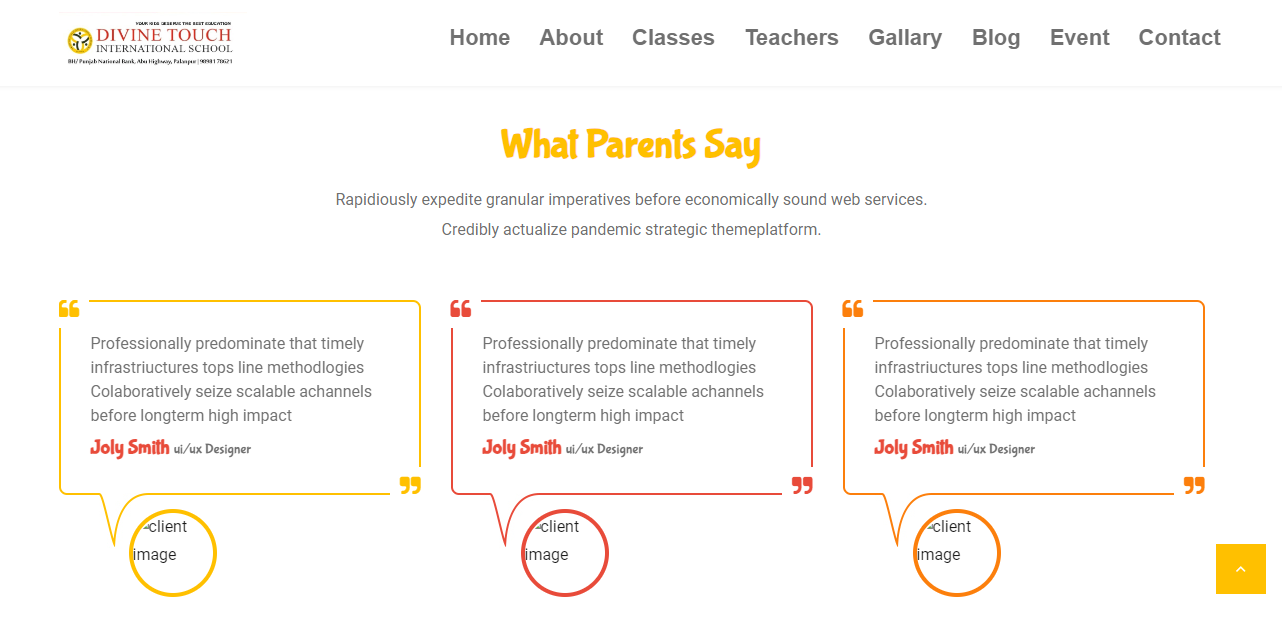 YOUR KIDS DESERVE THE BEST EDUCATION
DIVINE TOUCH
INTERNATIONAL SCHOOL
BH/ Punjab National Bank, Abu Highway, Palanpur | 98981 78621
Home About Classes Teachers Gallary Blog Event Contact
What Parents Say
Rapidiously expedite granular imperatives before economically sound web services.
Credibly actualize pandemic strategic themeplatform.
Professionally predominate that timely
infrastriuctures tops line methodlogies
Colaboratively seize scalable achannels
before longterm high impact
Joly Smith ui/ux Designer
client
image
Professionally predominate that timely
infrastriuctures tops line methodlogies
Colaboratively seize scalable achannels
before longterm high impact
Joly Smith ui/ux Designer
client
image
Professionally predominate that timely
infrastriuctures tops line methodlogies
Colaboratively seize scalable achannels
before longterm high impact
Joly Smith ui/ux Designer
client
image